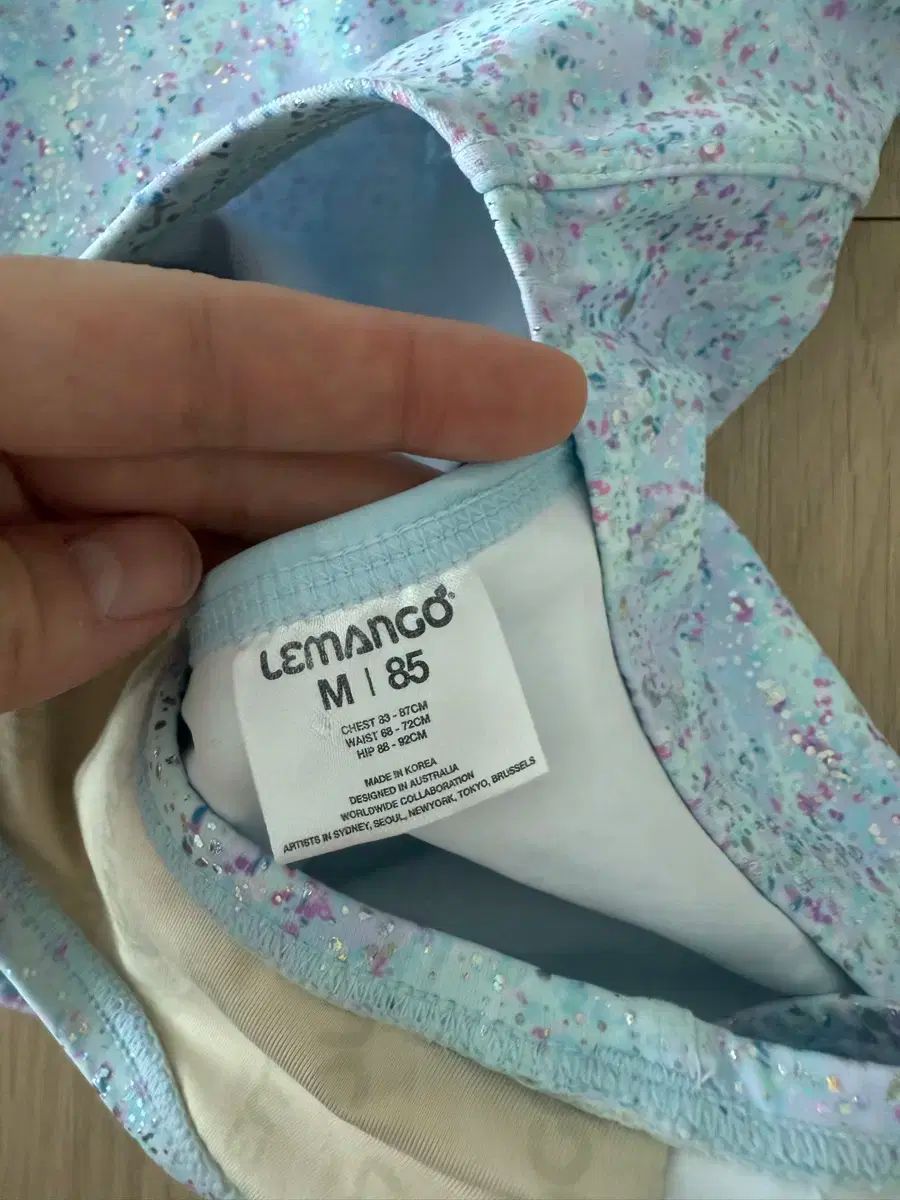 LEMANGO
M | 85
CHEST 83 - 87CM
WAIST 68 - 72CM
HIP 88 - 92CM
MADE IN KOREA
DESIGNED IN AUSTRALIA
WORLDWIDE COLLABORATION
ARTISTS IN SYDNEY, SEOUL, NEWYORK, TOKYO, BRUSSELS